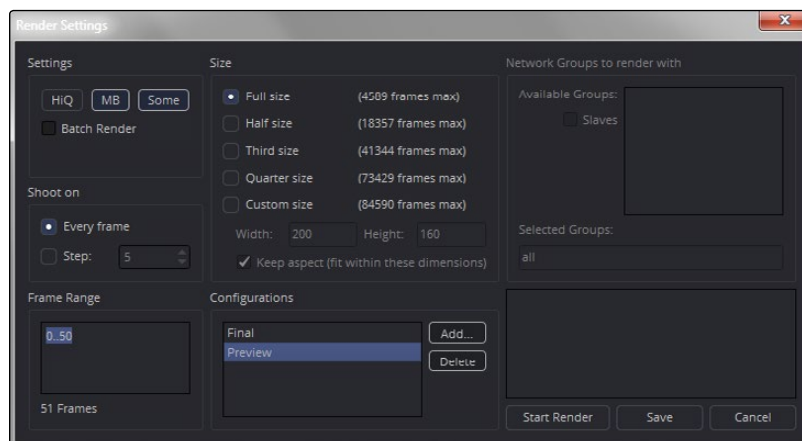 Render Settings
Settings
HiQ MB Some
Batch Render
Shoot on
Every frame
Step: 5
Frame Range
0..50
51 Frames
Size
Full size (4589 frames max)
Half size (18357 frames max)
Third size (41344 frames max)
Quarter size (73429 frames max)
Custom size (84590 frames max)
Width: 200 Height: 160
Keep aspect (fit within these dimensions)
Configurations
Final
Preview
Add...
Delete
Network Groups to render with
Available Groups:
Slaves
Selected Groups:
all
Start Render Save Cancel